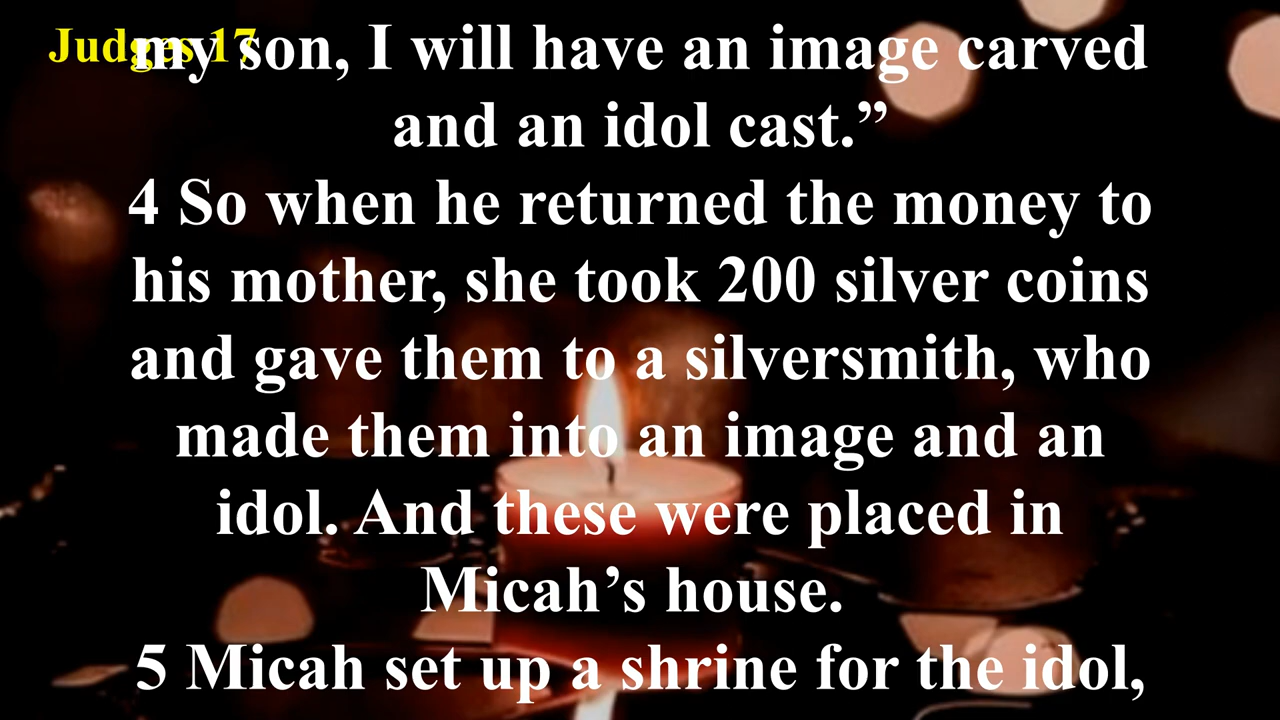 Judges 17
my son, I will have an image carved
and an idol cast.”
4 So when he returned the money to
his mother, she took 200 silver coins
and gave them to a silversmith, who
made them into an image and an
idol. And these were placed in
Micah’s house.
5 Micah set up a shrine for the idol,